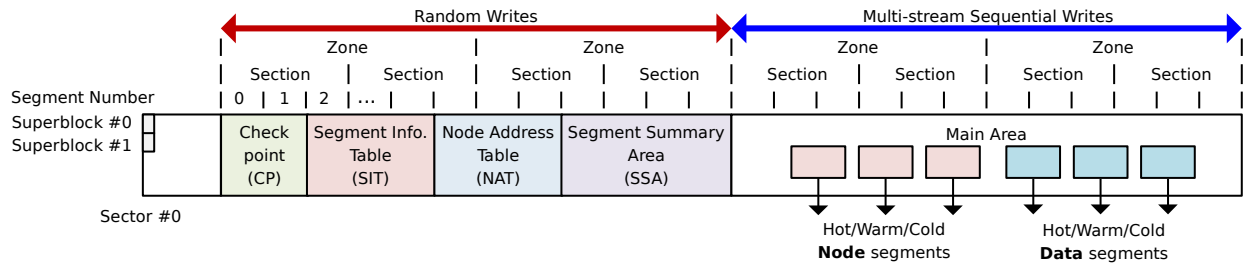 Random Writes
Multi-stream Sequential Writes
Zone
Zone
Zone
Zone
Section
Section
Section
Section
Section
Section
Section
Section
Segment Number
0
1
2
...
Superblock #0
Superblock #1
Check
point
(CP)
Segment Info.
Table
(SIT)
Node Address
Table
(NAT)
Segment Summary
Area
(SSA)
Main Area
Sector #0
Hot/Warm/Cold
Node segments
Hot/Warm/Cold
Data segments